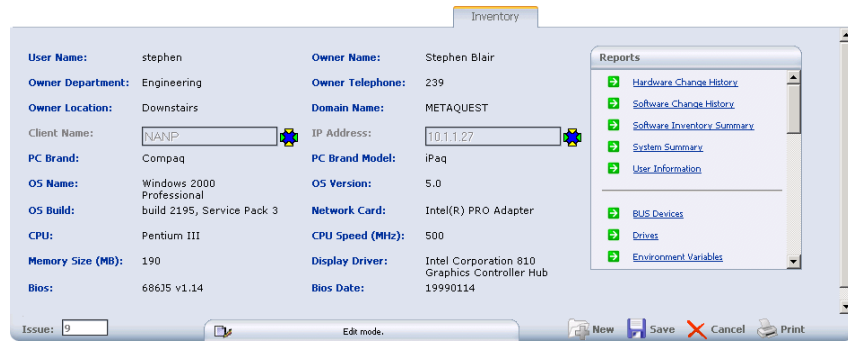 Inventory
User Name: stephen Owner Name: Stephen Blair
Owner Department: Engineering Owner Telephone: 239
Owner Location: Downstairs Domain Name: METAQUEST
Client Name: NANP IP Address: 10.1.1.27
PC Brand: Compaq PC Brand Model: iPaq
OS Name: Windows 2000 Professional OS Version: 5.0
OS Build: build 2195, Service Pack 3 Network Card: Intel(R) PRO Adapter
CPU: Pentium III CPU Speed (MHz): 500
Memory Size (MB): 190 Display Driver: Intel Corporation 810 Graphics Controller Hub
Bios: 686J5 v1.14 Bios Date: 19990114
Reports
Hardware Change History
Software Change History
Software Inventory Summary
System Summary
User Information
BUS Devices
Drives
Environment Variables
Issue: 9 Edit mode. New Save Cancel Print